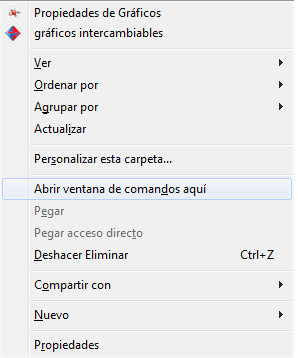 Propiedades de Gráficos
gráficos intercambiables
Ver
Ordenar por
Agrupar por
Actualizar
Personalizar esta carpeta...
Abrir ventana de comandos aquí
Pegar
Pegar acceso directo
Deshacer Eliminar Ctrl+Z
Compartir con
Nuevo
Propiedades